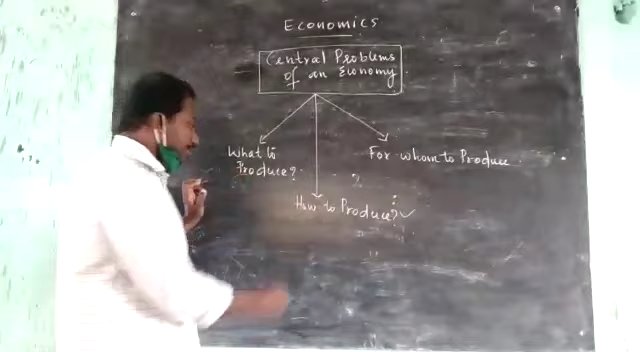 Economics
Central Problems
of an Economy
What to
Produce?
For whom to Produce
How to Produce?